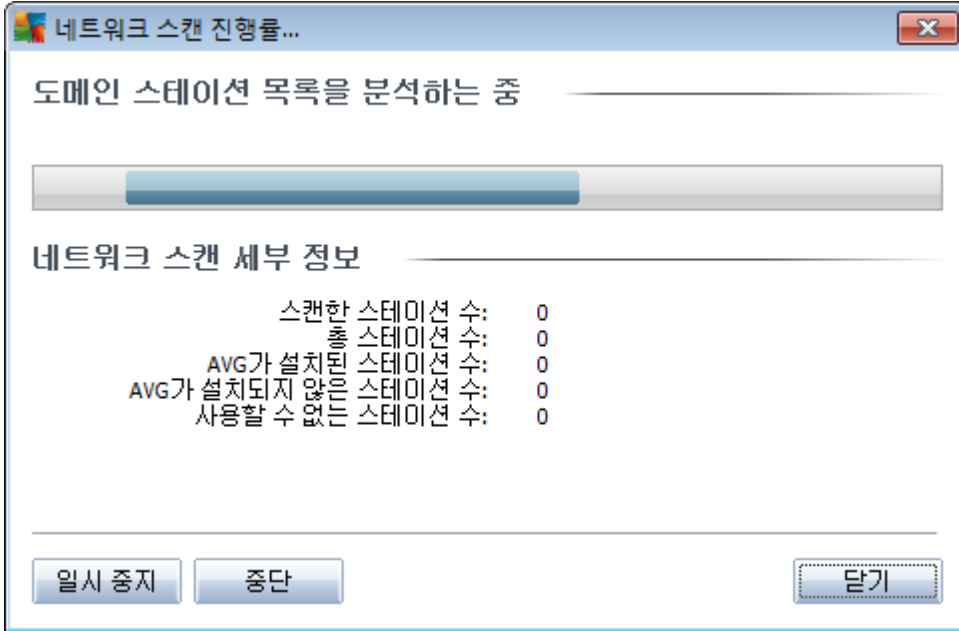 네트워크 스캔 진행률...
도메인 스테이션 목록을 분석하는 중
네트워크 스캔 세부 정보
스캔한 스테이션 수: 0
총 스테이션 수: 0
AVG가 설치된 스테이션 수: 0
AVG가 설치되지 않은 스테이션 수: 0
사용할 수 없는 스테이션 수: 0
일시 중지 중단 닫기